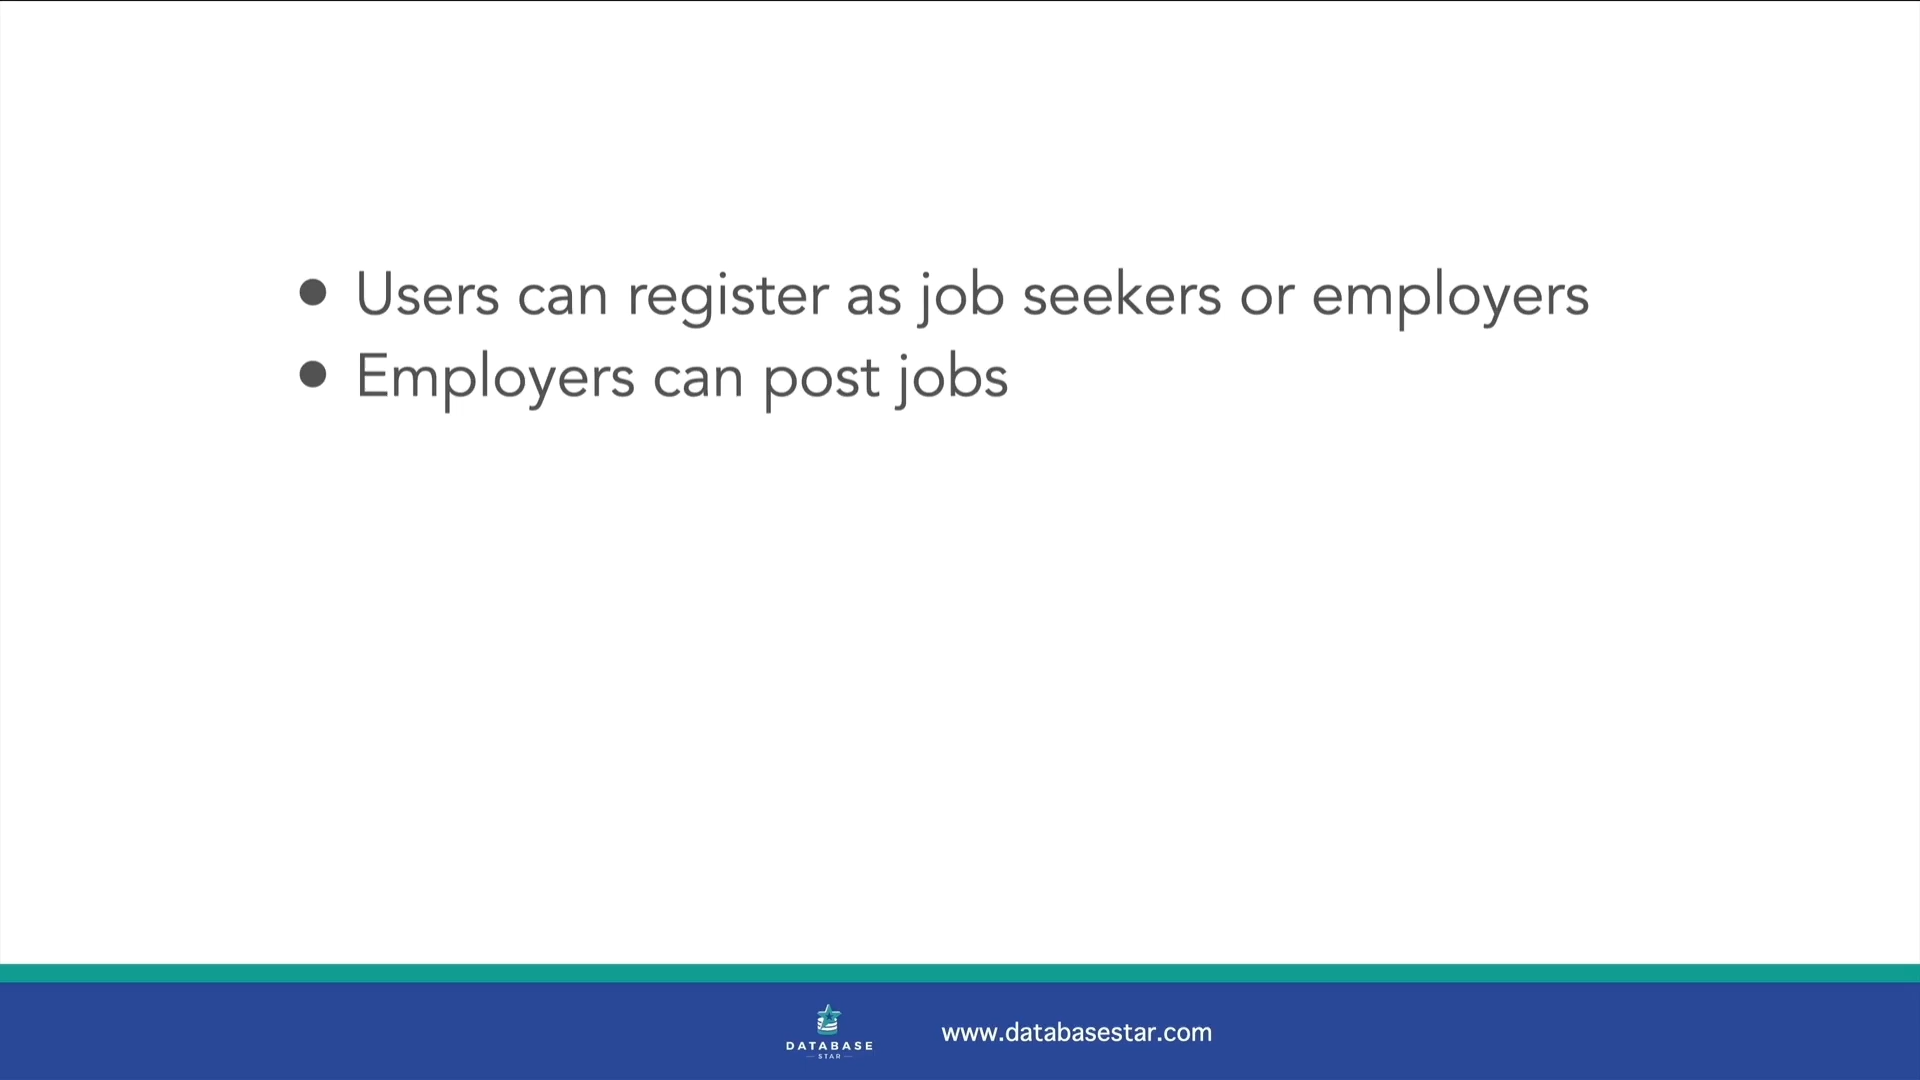 ● Users can register as job seekers or employers
● Employers can post jobs
DATABASE
STAR
www.databasestar.com